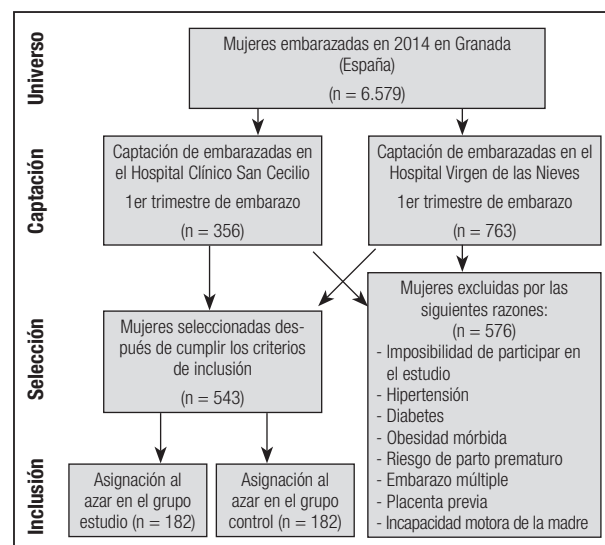 Universo
Mujeres embarazadas en 2014 en Granada
(España)
(n = 6.579)
Captación
Captación de embarazadas en
el Hospital Clínico San Cecilio
1er trimestre de embarazo
(n = 356)
Captación de embarazadas en el
Hospital Virgen de las Nieves
1er trimestre de embarazo
(n = 763)
Selección
Mujeres seleccionadas des-
pués de cumplir los criterios
de inclusión
(n = 543)
Mujeres excluidas por las
siguientes razones:
(n = 576)
- Imposibilidad de participar en
el estudio
- Hipertensión
- Diabetes
- Obesidad mórbida
- Riesgo de parto prematuro
- Embarazo múltiple
- Placenta previa
- Incapacidad motora de la madre
Inclusión
Asignación al
azar en el grupo
estudio (n = 182)
Asignación al
azar en el grupo
control (n = 182)